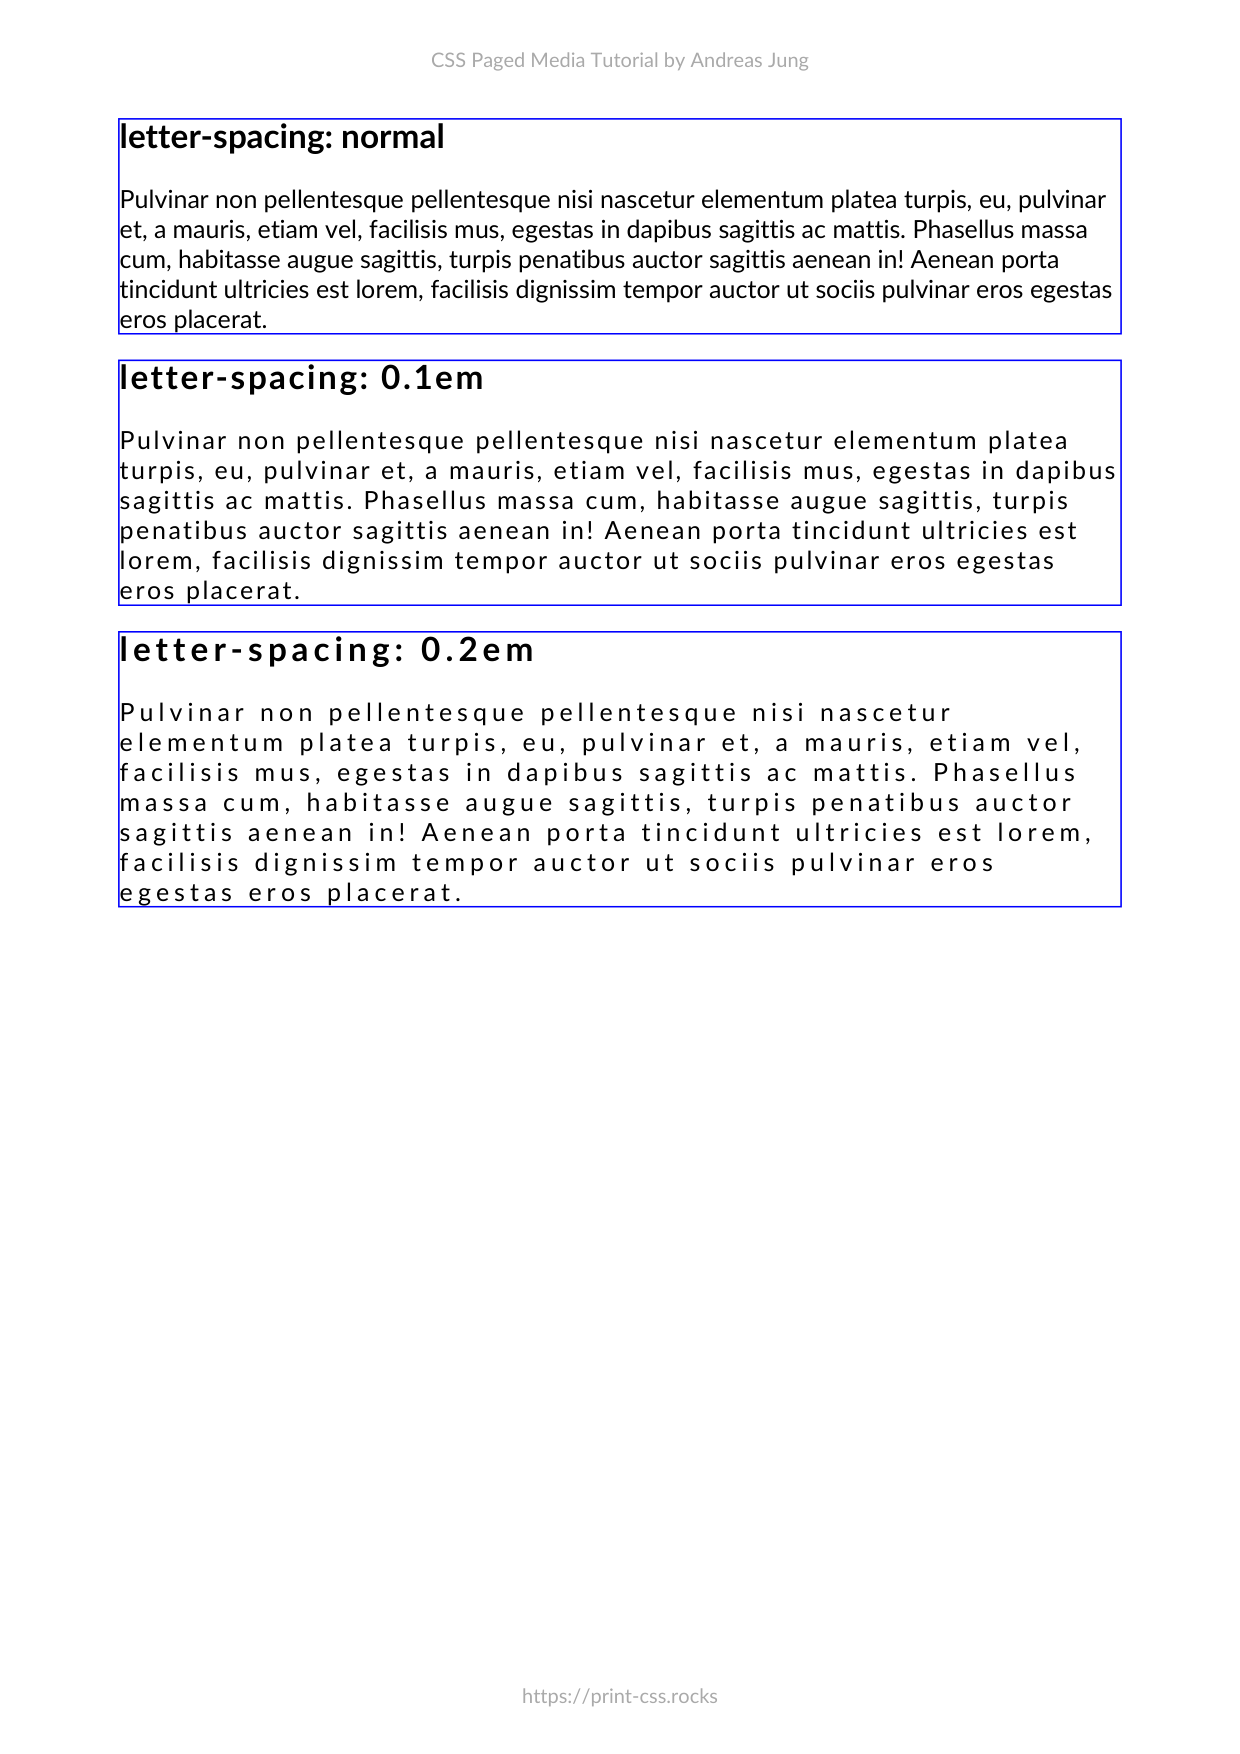 CSS Paged Media Tutorial by Andreas Jung
letter-spacing: normal
Pulvinar non pellentesque pellentesque nisi nascetur elementum platea turpis, eu, pulvinar
et, a mauris, etiam vel, facilisis mus, egestas in dapibus sagittis ac mattis. Phasellus massa
cum, habitasse augue sagittis, turpis penatibus auctor sagittis aenean in! Aenean porta
tincidunt ultricies est lorem, facilisis dignissim tempor auctor ut sociis pulvinar eros egestas
eros placerat.
letter-spacing: 0.1em
Pulvinar non pellentesque pellentesque nisi nascetur elementum platea
turpis, eu, pulvinar et, a mauris, etiam vel, facilisis mus, egestas in dapibus
sagittis ac mattis. Phasellus massa cum, habitasse augue sagittis, turpis
penatibus auctor sagittis aenean in! Aenean porta tincidunt ultricies est
lorem, facilisis dignissim tempor auctor ut sociis pulvinar eros egestas
eros placerat.
letter-spacing: 0.2em
Pulvinar non pellentesque pellentesque nisi nascetur
elementum platea turpis, eu, pulvinar et, a mauris, etiam vel,
facilisis mus, egestas in dapibus sagittis ac mattis. Phasellus
massa cum, habitasse augue sagittis, turpis penatibus auctor
sagittis aenean in! Aenean porta tincidunt ultricies est lorem,
facilisis dignissim tempor auctor ut sociis pulvinar eros
egestas eros placerat.
https://print-css.rocks